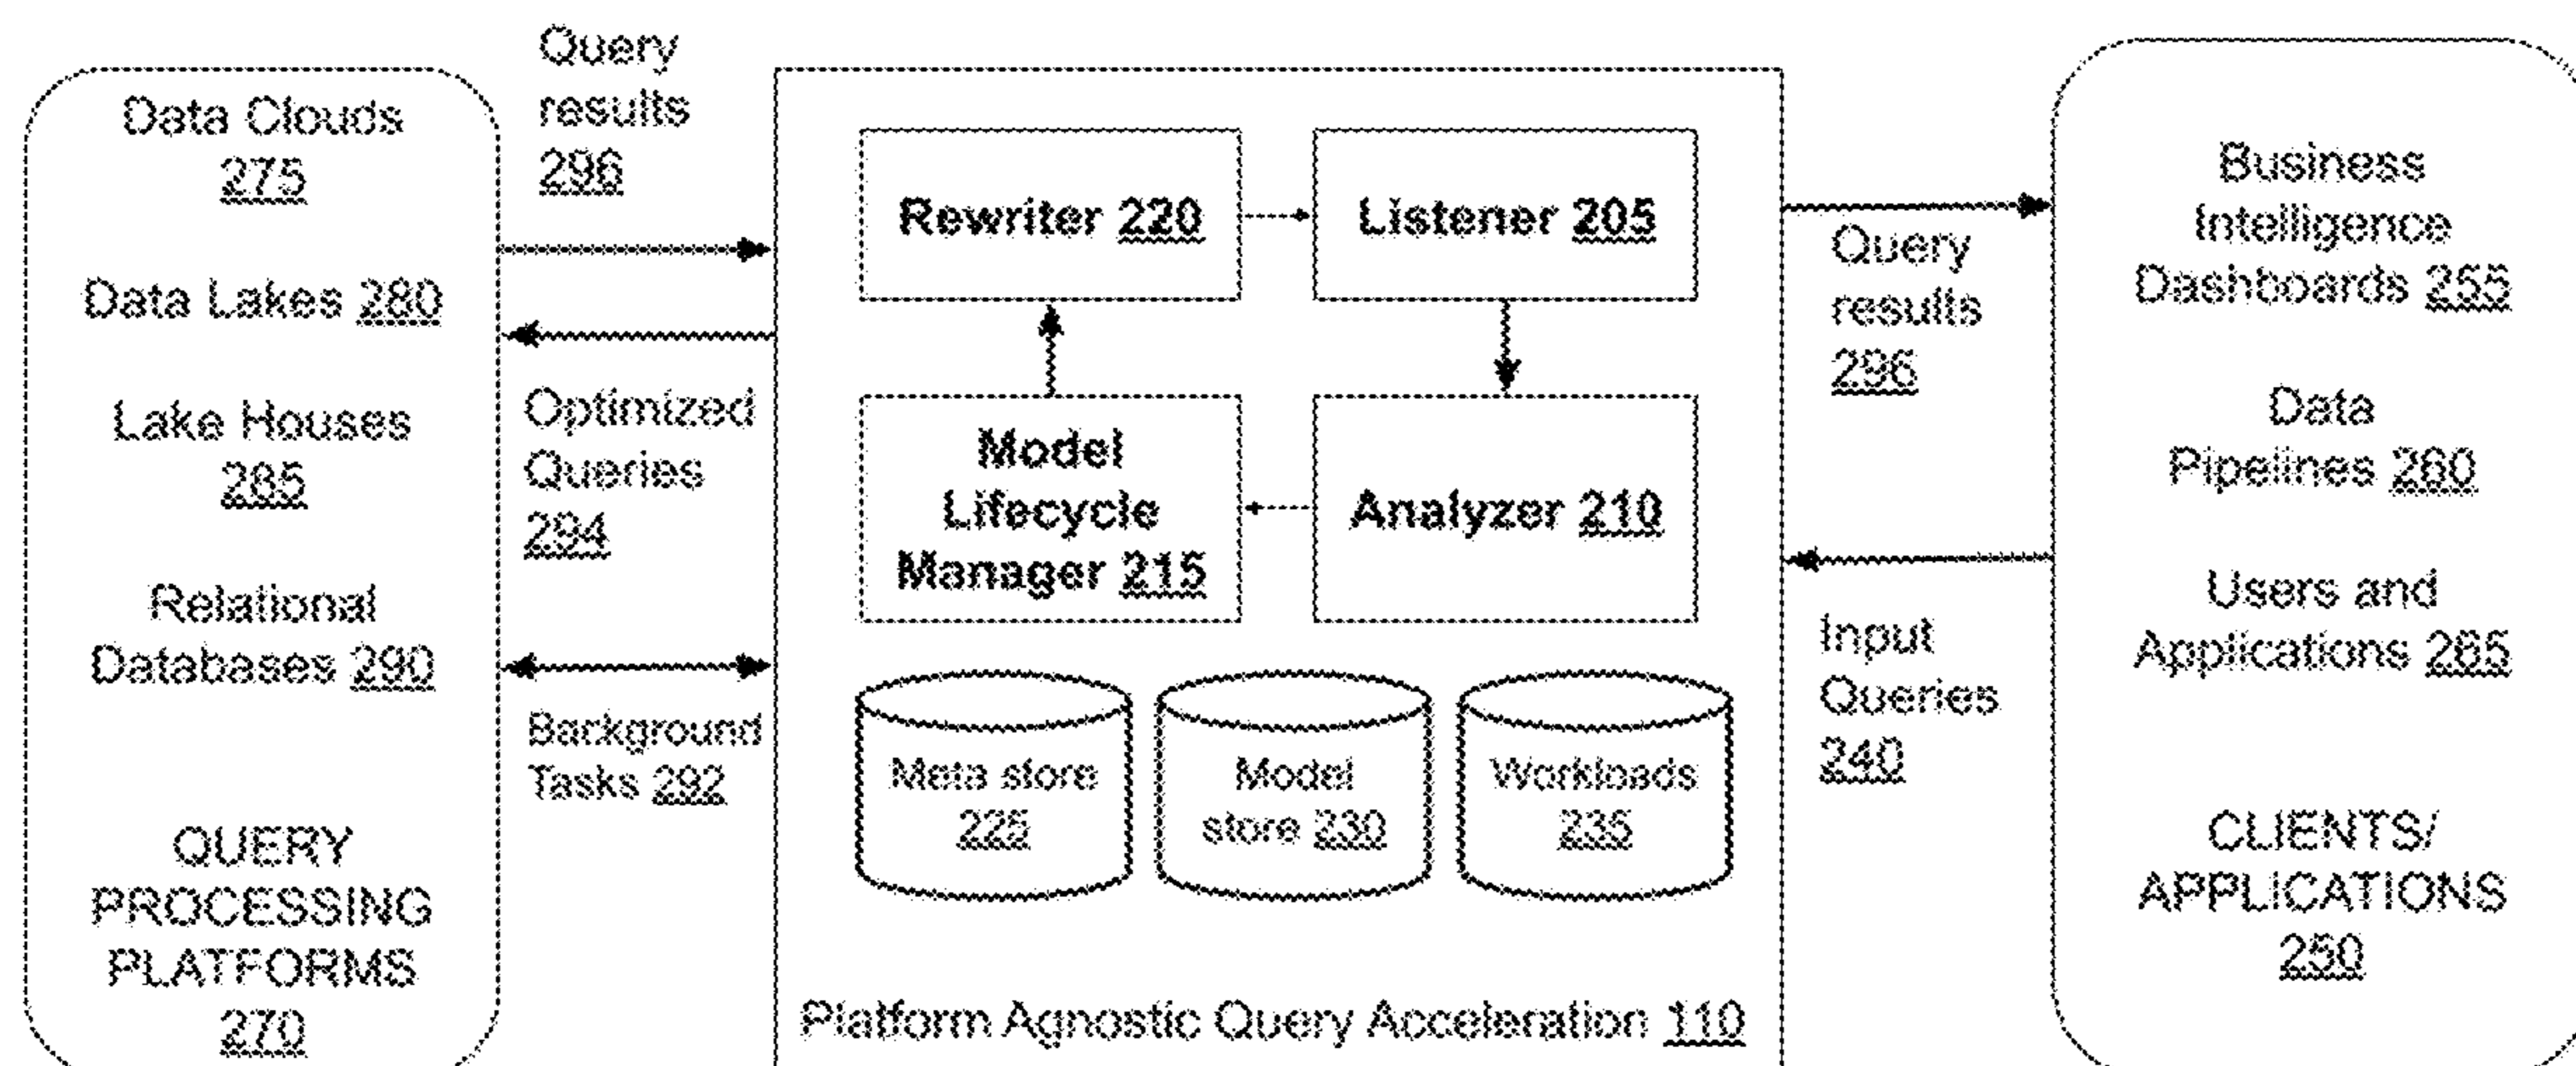 Data Clouds
275
Data Lakes 280
Lake Houses
285
Relational
Databases 290
QUERY
PROCESSING
PLATFORMS
270
Query
results
296
Optimized
Queries
294
Background
Tasks 292
Rewriter 220
Listener 205
Model
Lifecycle
Manager 215
Analyzer 210
Meta store
225
Model
store 230
Workloads
235
Platform Agnostic Query Acceleration 110
Query
results
296
Input
Queries
240
Business
Intelligence
Dashboards 255
Data
Pipelines 260
Users and
Applications 265
CLIENTS/
APPLICATIONS
250